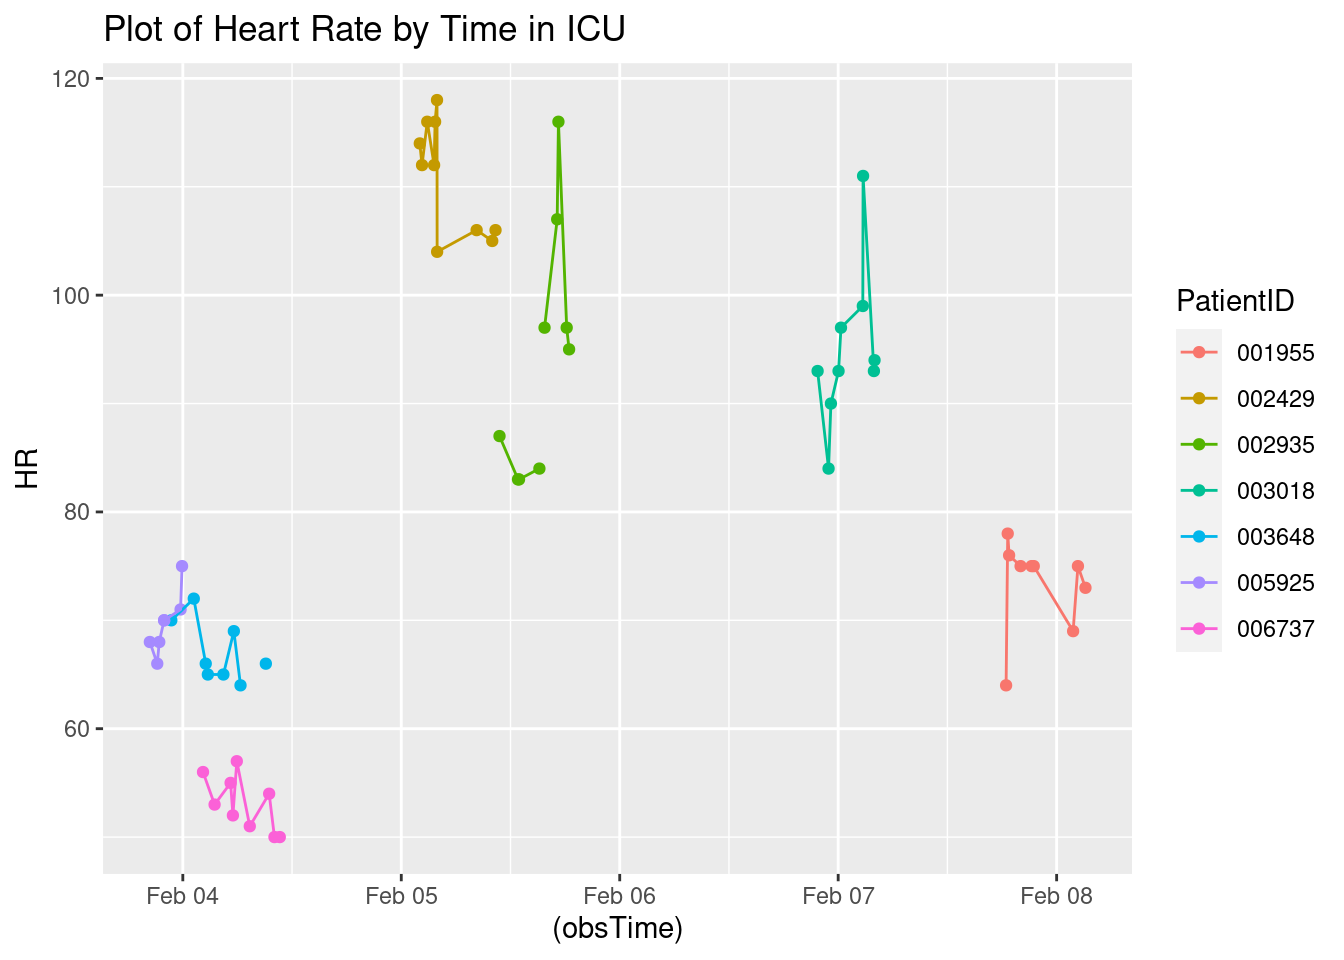 Plot of Heart Rate by Time in ICU
120
100
80
60
HR
Feb 04
Feb 05
Feb 06
Feb 07
Feb 08
(obsTime)
PatientID
001955
002429
002935
003018
003648
005925
006737